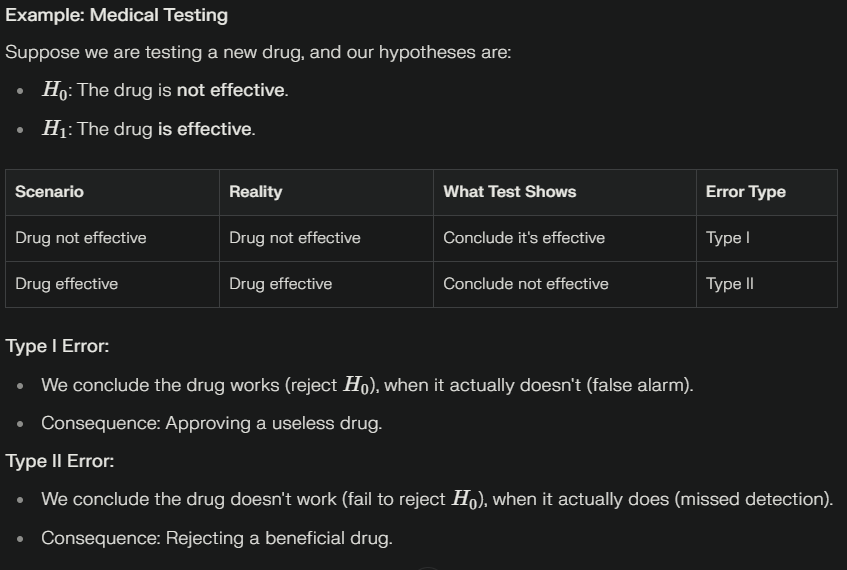 Example: Medical Testing
Suppose we are testing a new drug, and our hypotheses are:
H0: The drug is not effective.
H1: The drug is effective.
Scenario Reality What Test Shows Error Type
Drug not effective Drug not effective Conclude it's effective Type I
Drug effective Drug effective Conclude not effective Type II
Type I Error:
We conclude the drug works (reject H0), when it actually doesn't (false alarm).
Consequence: Approving a useless drug.
Type II Error:
We conclude the drug doesn't work (fail to reject H0), when it actually does (missed detection).
Consequence: Rejecting a beneficial drug.